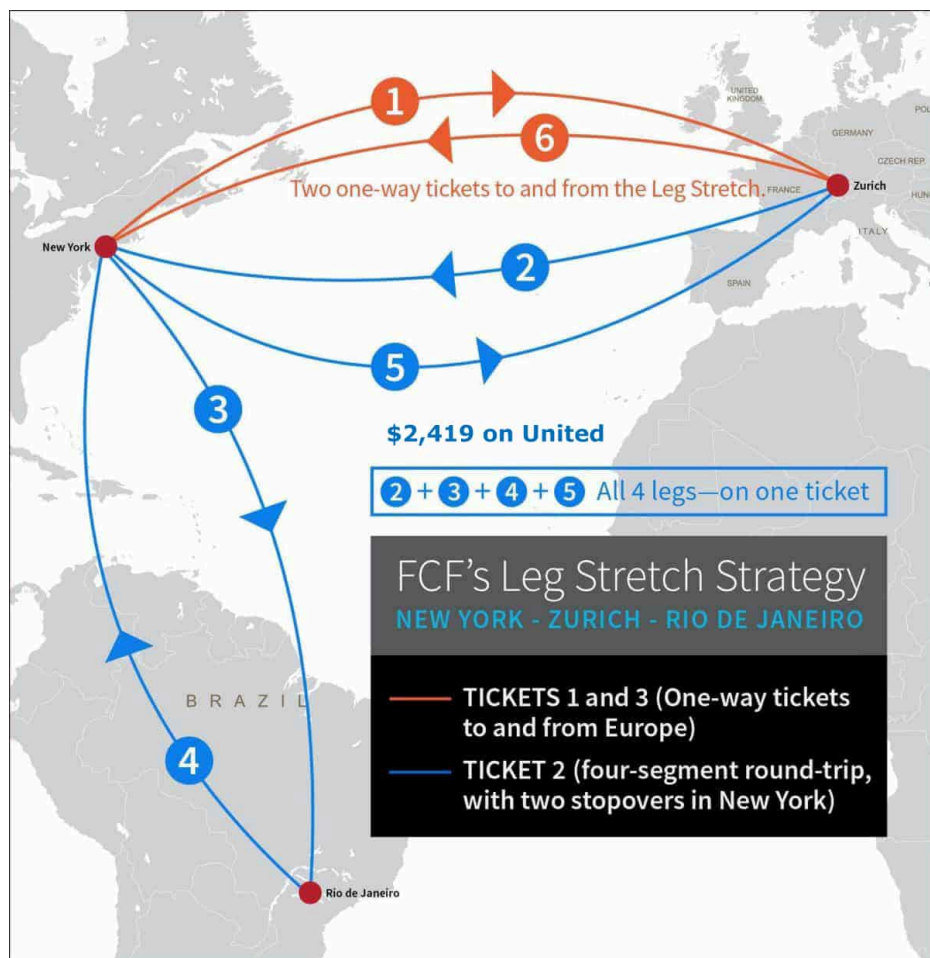 1
6
UNITED
KINGDOM
POL
GERMANY
CZECH REP.
Two one-way tickets to and from the Leg Stretch.
FRANCE
Zurich
HUN
New York
ITALY
2
SPAIN
5
3
$2,419 on United
2 + 3 + 4 + 5 All 4 legs—on one ticket
FCF's Leg Stretch Strategy
NEW YORK - ZURICH - RIO DE JANEIRO
BRAZIL
TICKETS 1 and 3 (One-way tickets
to and from Europe)
4
TICKET 2 (four-segment round-trip,
with two stopovers in New York)
Rio de Janeiro